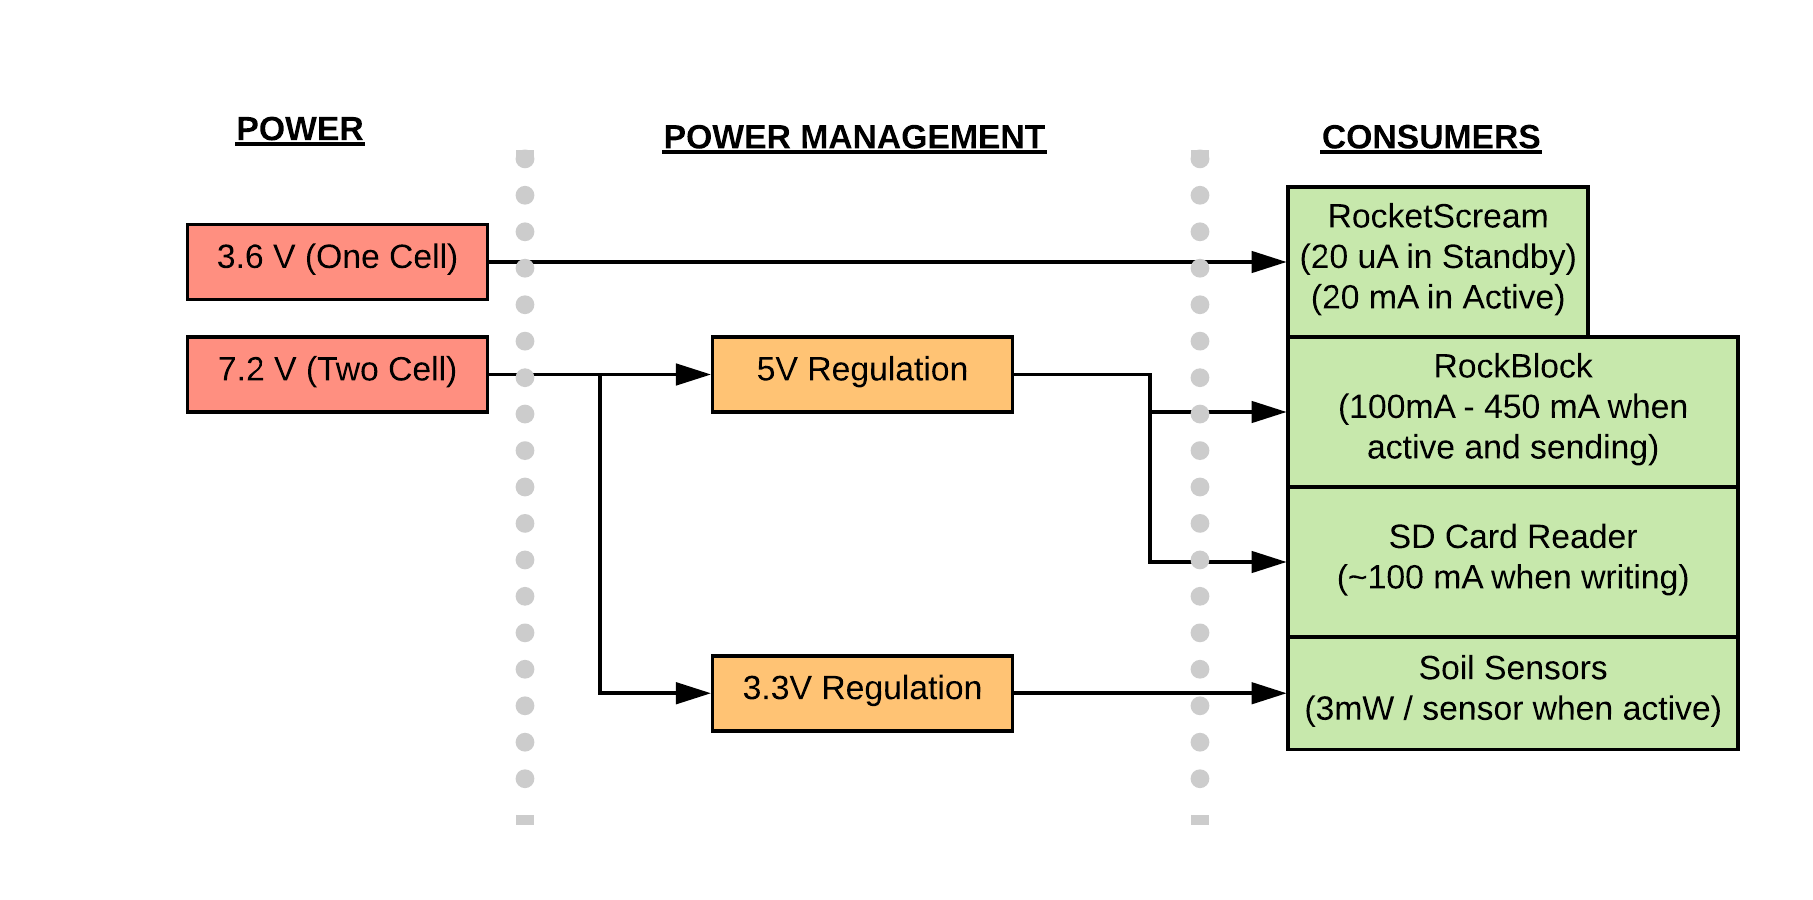 POWER
POWER MANAGEMENT
CONSUMERS
3.6 V (One Cell)
7.2 V (Two Cell)
5V Regulation
3.3V Regulation
RocketScream
(20 uA in Standby)
(20 mA in Active)
RockBlock
(100mA - 450 mA when
active and sending)
SD Card Reader
(~100 mA when writing)
Soil Sensors
(3mW / sensor when active)